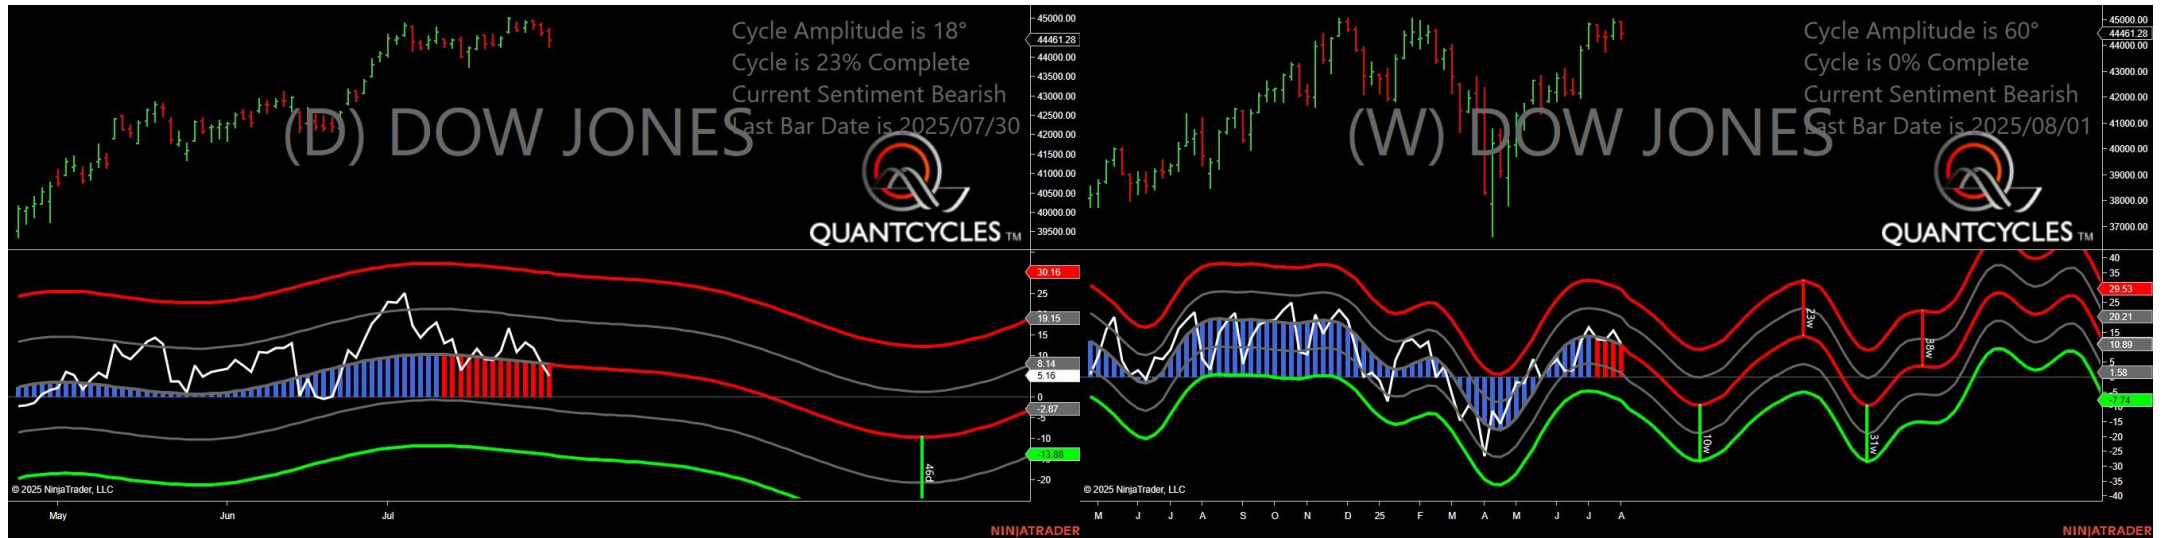 Cycle Amplitude is 18°
Cycle is 23% Complete
Current Sentiment Bearish
Last Bar Date is 2025/07/30
(D) DOW JONES
QUANTCYCLES TM
45000.00
44461.28
44000.00
43500.00
43000.00
42500.00
42000.00
41500.00
41000.00
40500.00
40000.00
39500.00
30.16
25
19.15
15
10
8.14
5.16
0
-2.87
-5
-10
-13.88
-20
46d
© 2025 NinjaTrader, LLC
May Jun Jul
NINJATRADER
Cycle Amplitude is 60°
Cycle is 0% Complete
Current Sentiment Bearish
Last Bar Date is 2025/08/01
(W) DOW JONES
QUANTCYCLES TM
45000.00
44461.28
44000.00
43000.00
42000.00
41000.00
40000.00
39000.00
38000.00
37000.00
40
35
29.53
25
20.21
15
10.89
5
1.58
-5
-7.74
-10
-15
-20
-25
-30
-35
-40
10w
23w
31w
38w
© 2025 NinjaTrader, LLC
M J J A S O N D 25 F M A M J J A
NINJATRADER